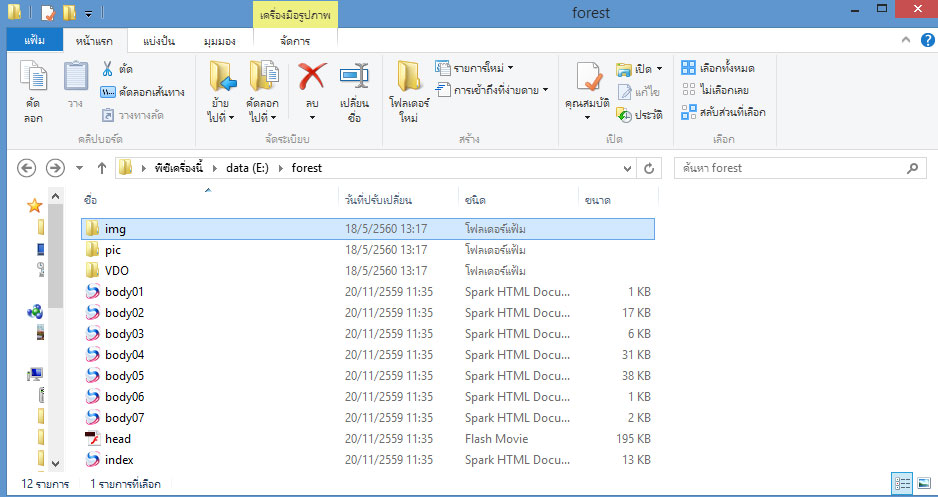 เครื่องมือรูปภาพ
forest
แฟ้ม หน้าแรก แบ่งปัน มุมมอง จัดการ
คัดลอก
วาง
ตัด
คัดลอกเส้นทาง
วางทางลัด
คลิปบอร์ด
ย้ายไปที่
คัดลอกไปที่
ลบ
เปลี่ยนชื่อ
จัดระเบียบ
โฟลเดอร์ใหม่
รายการใหม่
การเข้าถึงที่ง่ายดาย
สร้าง
คุณสมบัติ
เปิด
แก้ไข
ประวัติ
เปิด
เลือกทั้งหมด
ไม่เลือกเลย
สลับส่วนที่เลือก
เลือก
พีซีเครื่องนี้ data (E:) forest
ค้นหา forest
ชื่อ วันที่ปรับเปลี่ยน ชนิด ขนาด
img 18/5/2560 13:17 โฟลเดอร์แฟ้ม
pic 18/5/2560 13:17 โฟลเดอร์แฟ้ม
VDO 18/5/2560 13:17 โฟลเดอร์แฟ้ม
body01 20/11/2559 11:35 Spark HTML Docu... 1 KB
body02 20/11/2559 11:35 Spark HTML Docu... 17 KB
body03 20/11/2559 11:35 Spark HTML Docu... 6 KB
body04 20/11/2559 11:35 Spark HTML Docu... 31 KB
body05 20/11/2559 11:35 Spark HTML Docu... 38 KB
body06 20/11/2559 11:35 Spark HTML Docu... 1 KB
body07 20/11/2559 11:35 Spark HTML Docu... 2 KB
head 20/11/2559 11:35 Flash Movie 195 KB
index 20/11/2559 11:35 Spark HTML Docu... 13 KB
12 รายการ 1 รายการที่เลือก